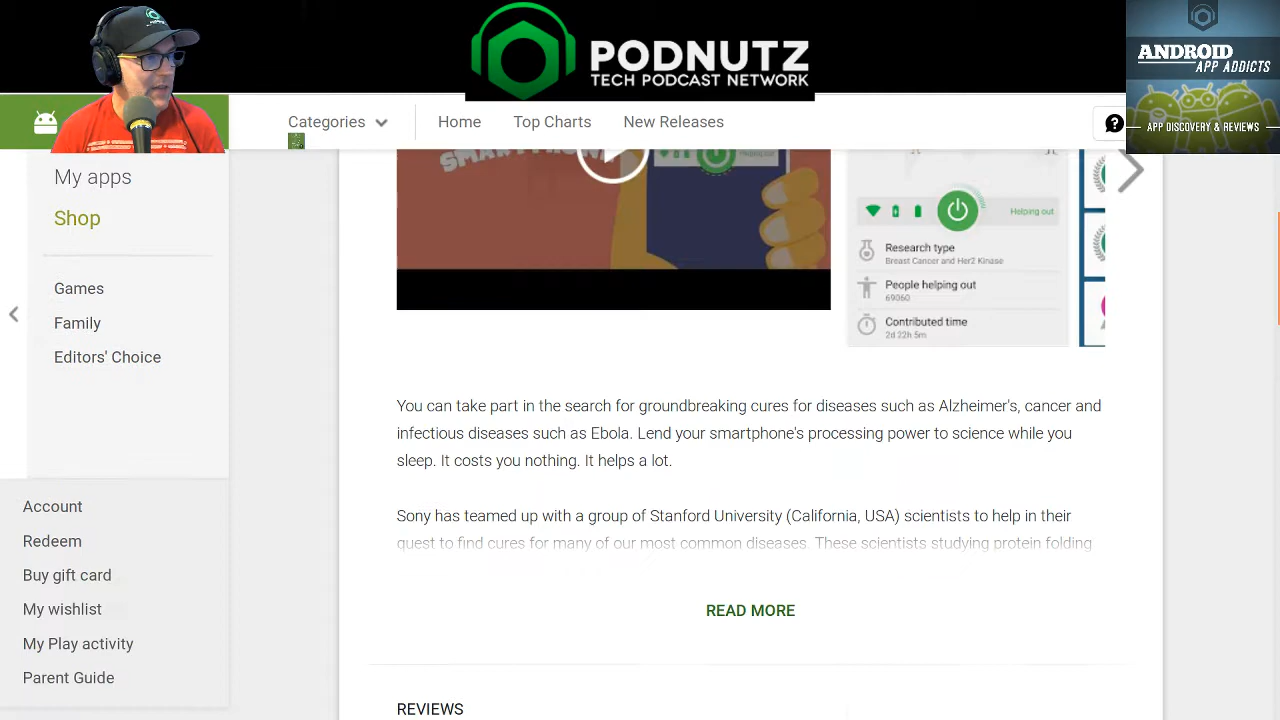 PODNUTZ
TECH PODCAST NETWORK
ANDROID
APP ADDICTS
APP DISCOVERY & REVIEWS
Categories
Home
Top Charts
New Releases
My apps
Shop
Games
Family
Editors' Choice
Account
Redeem
Buy gift card
My wishlist
My Play activity
Parent Guide
Helping out
Research type
Breast Cancer and Her2 Kinase
People helping out
69060
Contributed time
2d 22h 5m
You can take part in the search for groundbreaking cures for diseases such as Alzheimer's, cancer and
infectious diseases such as Ebola. Lend your smartphone's processing power to science while you
sleep. It costs you nothing. It helps a lot.
Sony has teamed up with a group of Stanford University (California, USA) scientists to help in their
quest to find cures for many of our most common diseases. These scientists studying protein folding
READ MORE
REVIEWS